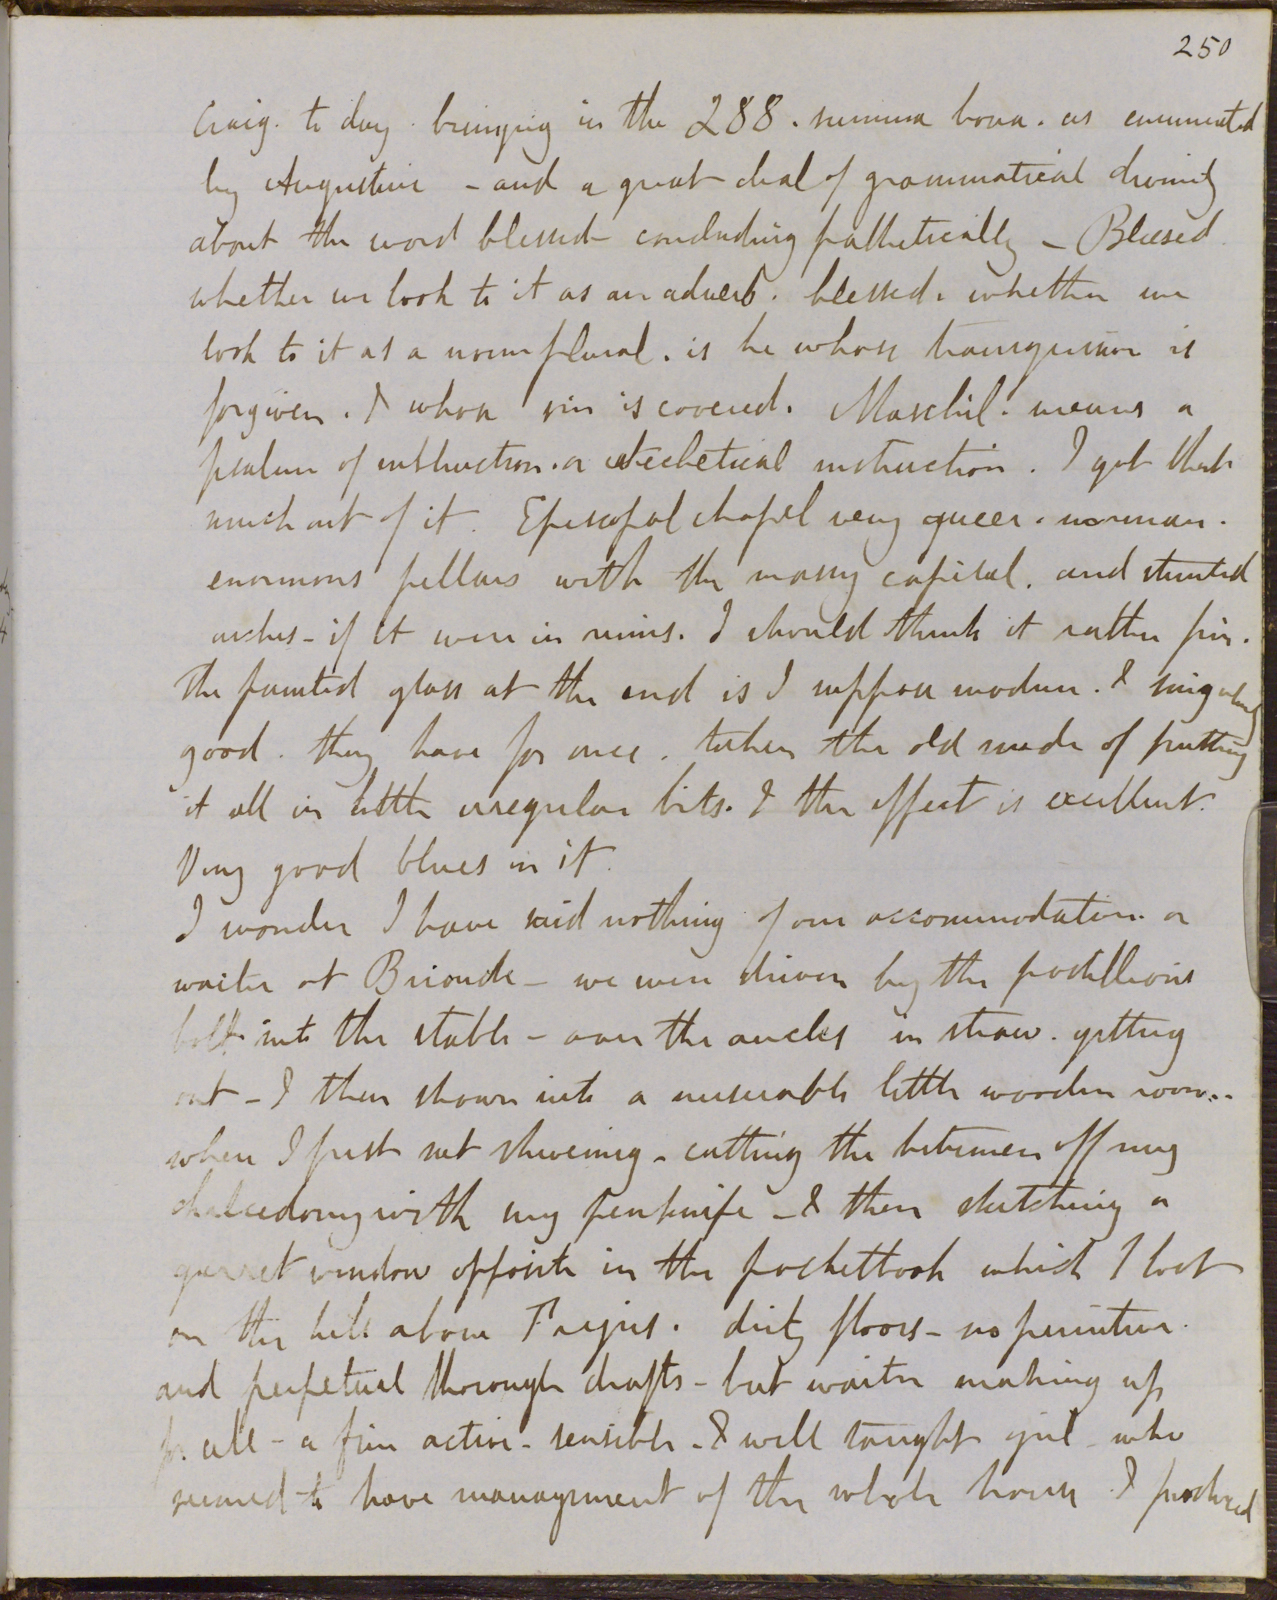 250
Craig. to day. bringing in the 288. summa bona. as enumerated
by Augustine - and a great deal of grammatical divinity
about the word blessed - concluding pathetically - Blessed
whether we look to it as an adverb. blessed. whether we
look to it as a noun plural. is he whose transgression is
forgiven. & whose sin is covered. Maschil. means a
psalm of instruction. or catechetical instruction. I got that
much out of it. Episcopal chapel very queer. norman.
enormous pillars with the massy capital. and stunted
arches - if it were in ruins. I should think it rather fine.
The painted glass at the end is I suppose modern. & singularly
good. they have for once. taken the old mode of putting
it all in little irregular bits. & the effect is excellent.
Very good blues in it.
I wonder I have said nothing of our accommodation. or
waiter at Brioude - we were driven by the postillions
bolt into the stable - over the ancles in straw. getting
out - & then shown into a miserable little wooden room..
where I first sat shivering - cutting the bitumen off my
chalcedony with my penknife - & then sketching a
garret window opposite in the pocketbook which I lost
on the hill above Frejus. dirty floors - no furniture.
and perpetual thorough drafts - but waiter making up
for all - a fine active - sensible - & well taught girl - who
seemed to have management of the whole house. &